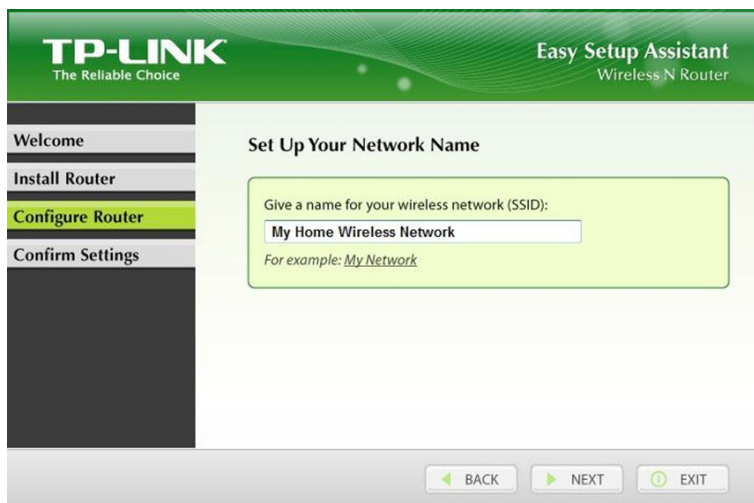 TP-LINK
The Reliable Choice
Easy Setup Assistant
Wireless N Router
Welcome
Install Router
Configure Router
Confirm Settings
Set Up Your Network Name
Give a name for your wireless network (SSID):
My Home Wireless Network
For example: My Network
BACK
NEXT
EXIT